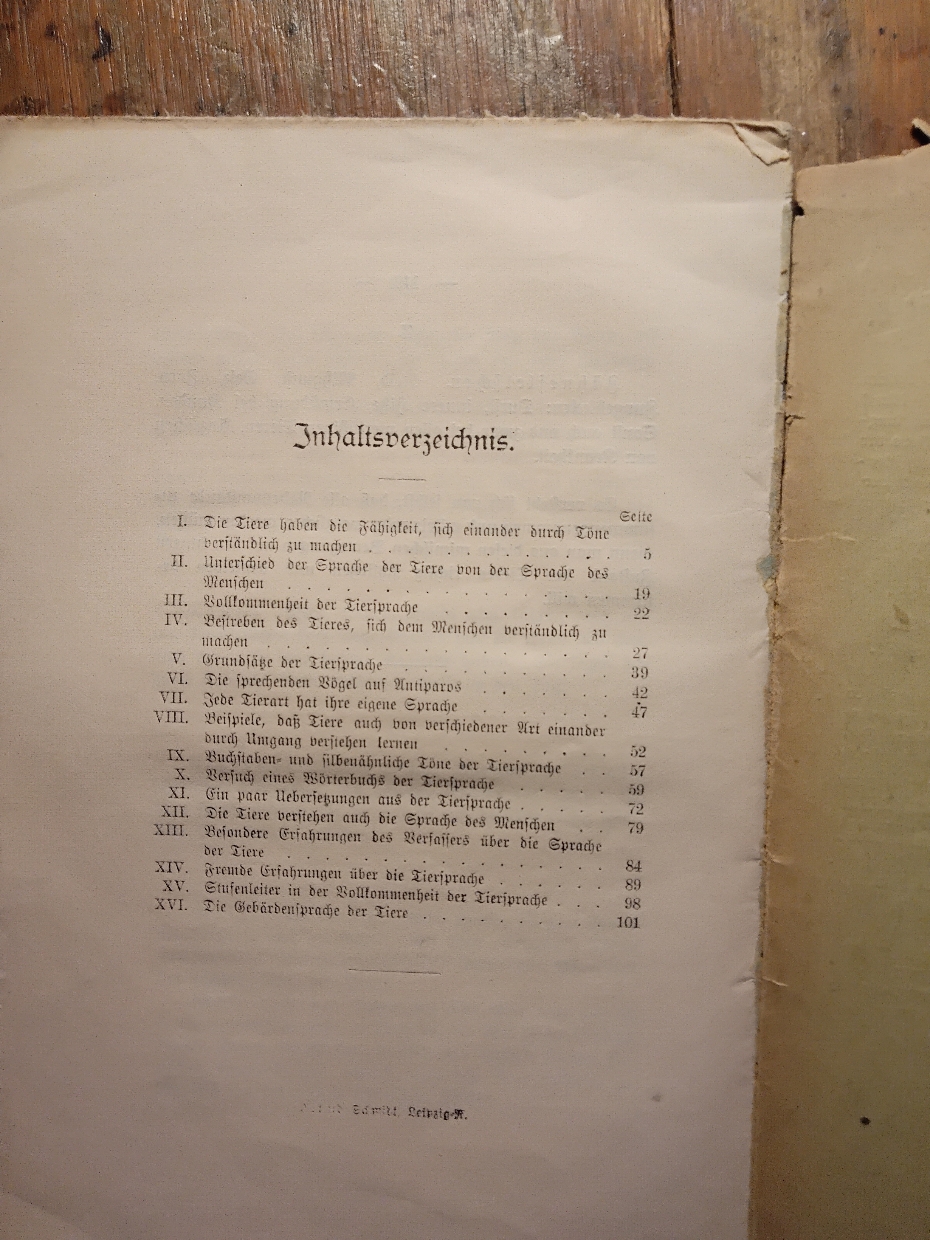 Inhaltsverzeichnis.
Seite
I. Die Tiere haben die Fähigkeit, sich einander durch Töne
verständlich zu machen . . . . . . . . . . . . 5
II. Unterschied der Sprache der Tiere von der Sprache des
Menschen . . . . . . . . . . . . . . . . 19
III. Vollkommenheit der Tiersprache . . . . . . . . 22
IV. Bestreben des Tieres, sich dem Menschen verständlich zu
machen . . . . . . . . . . . . . . . . . 27
V. Grundsätze der Tiersprache . . . . . . . . . . 39
VI. Die sprechenden Vögel auf Antiparos . . . . . . 42
VII. Jede Tierart hat ihre eigene Sprache . . . . . . . 47
VIII. Beispiele, daß Tiere auch von verschiedener Art einander
durch Umgang verstehen lernen . . . . . . . . 52
IX. Buchstaben- und silbenähnliche Töne der Tiersprache . . 57
X. Versuch eines Wörterbuchs der Tiersprache . . . . . 59
XI. Ein paar Uebersetzungen aus der Tiersprache . . . . . 72
XII. Die Tiere verstehen auch die Sprache des Menschen . . 79
XIII. Besondere Erfahrungen des Verfassers über die Sprache
der Tiere . . . . . . . . . . . . . . . . 84
XIV. Fremde Erfahrungen über die Tiersprache . . . . . . 89
XV. Stufenleiter in der Vollkommenheit der Tiersprache . . . 98
XVI. Die Gebärdensprache der Tiere . . . . . . . . . 101
Schmidt, Leipzig-R.